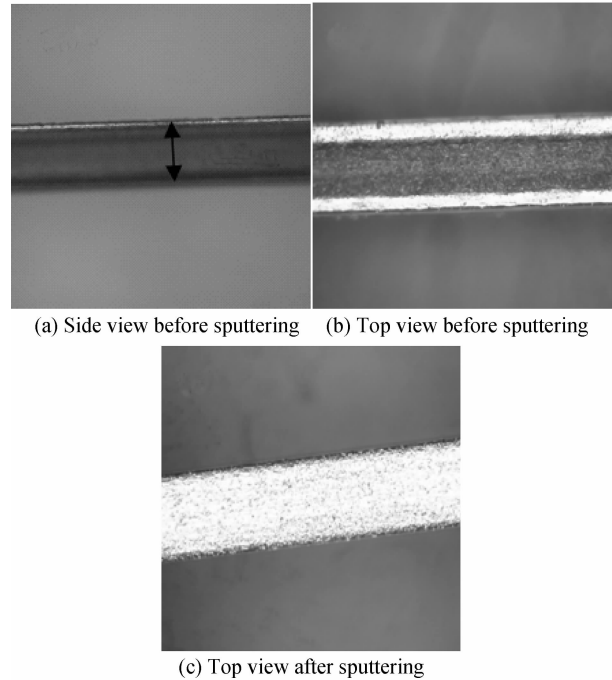 (a) Side view before sputtering (b) Top view before sputtering
(c) Top view after sputtering